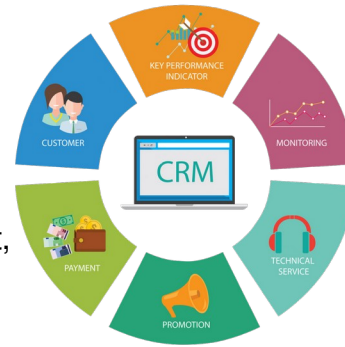 KEY PERFORMANCE
INDICATOR
CUSTOMER
MONITORING
CRM
PAYMENT
TECHNICAL
SERVICE
PROMOTION